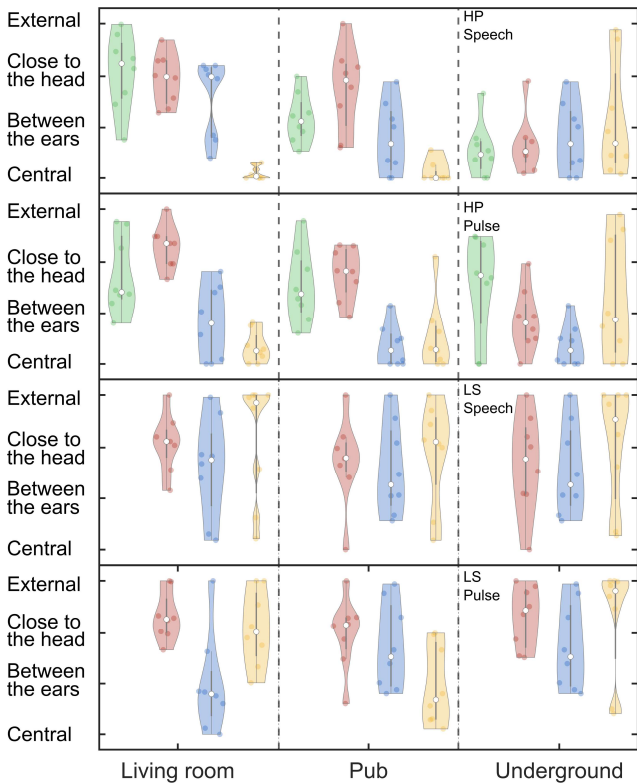 External
HP
Speech
Close to
the head
Between
the ears
Central
External
HP
Pulse
Close to
the head
Between
the ears
Central
External
LS
Speech
Close to
the head
Between
the ears
Central
External
LS
Pulse
Close to
the head
Between
the ears
Central
Living room
Pub
Underground